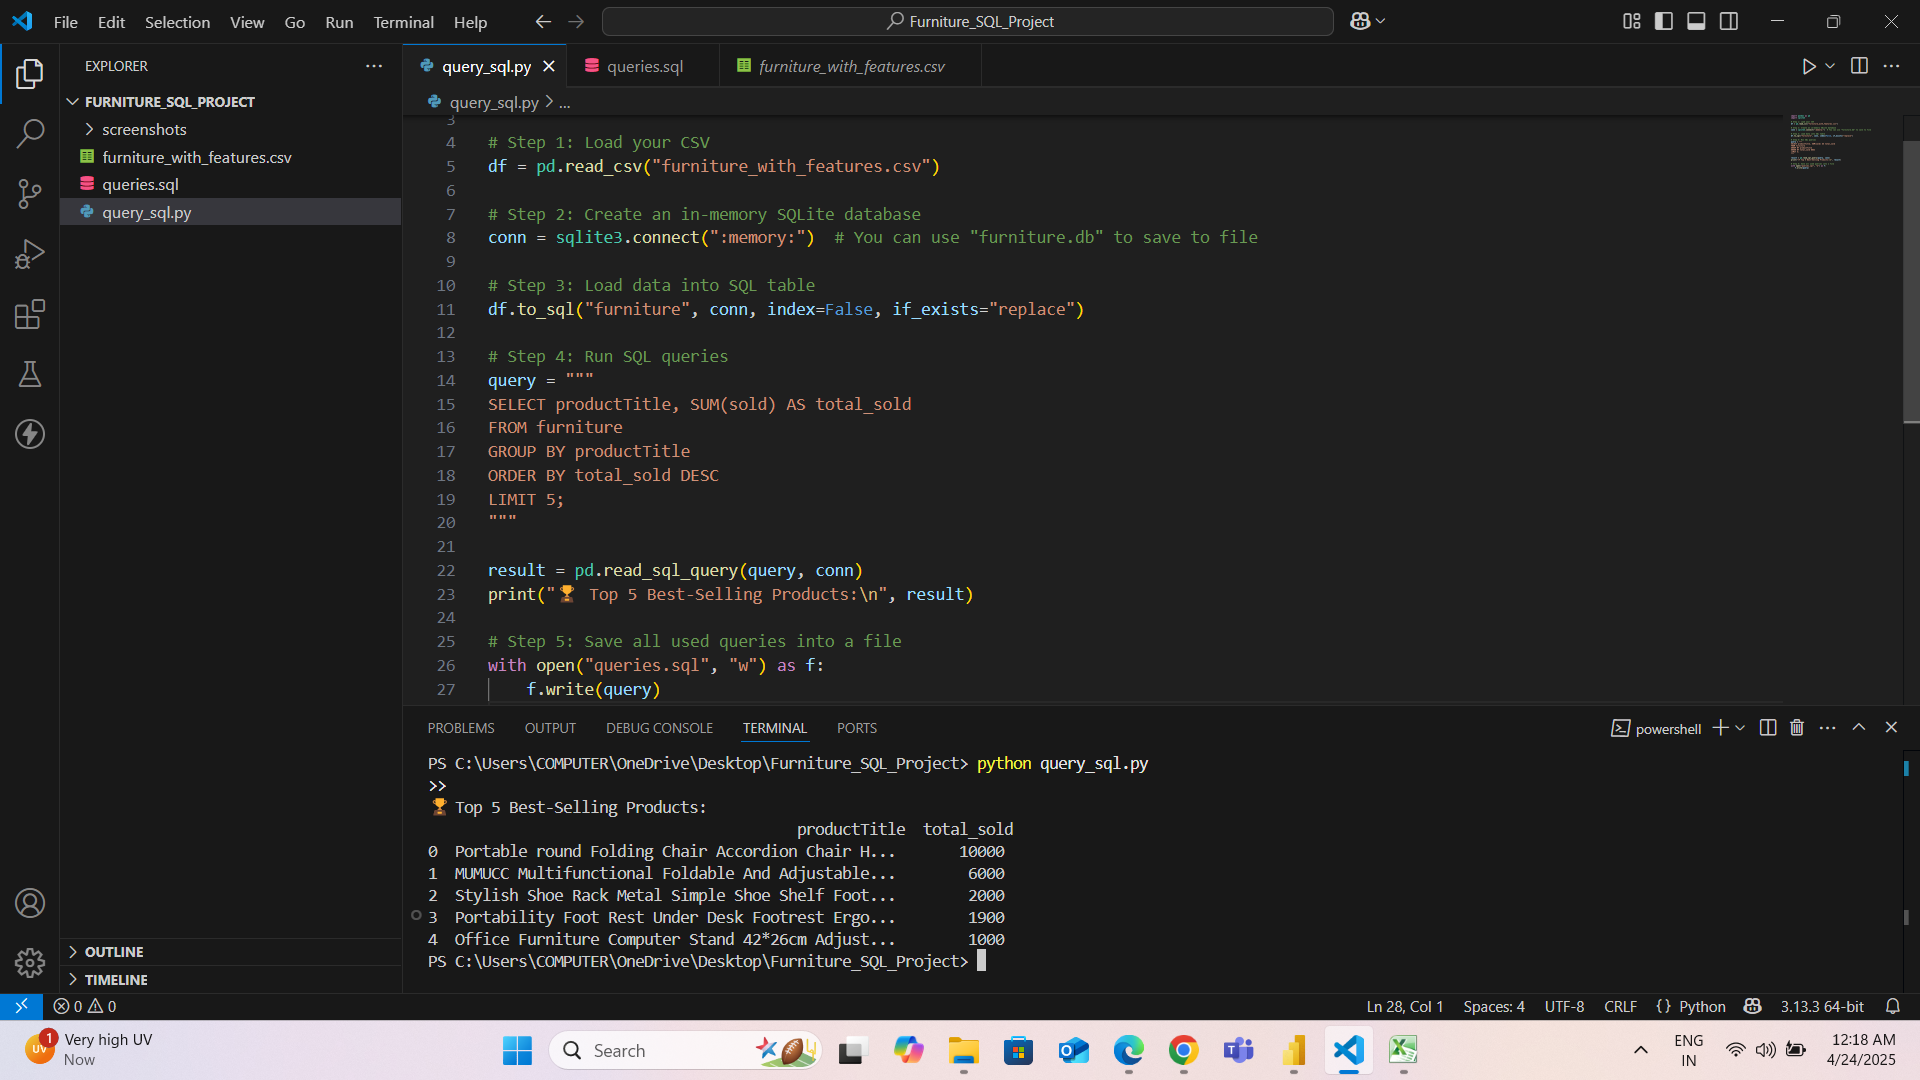 File Edit Selection View Go Run Terminal Help
Furniture_SQL_Project
EXPLORER
FURNITURE_SQL_PROJECT
screenshots
furniture_with_features.csv
queries.sql
query_sql.py
OUTLINE
TIMELINE
query_sql.py
queries.sql
furniture_with_features.csv
query_sql.py > ...
3
4 # Step 1: Load your CSV
5 df = pd.read_csv("furniture_with_features.csv")
6
7 # Step 2: Create an in-memory SQLite database
8 conn = sqlite3.connect(":memory:")  # You can use "furniture.db" to save to file
9
10 # Step 3: Load data into SQL table
11 df.to_sql("furniture", conn, index=False, if_exists="replace")
12
13 # Step 4: Run SQL queries
14 query = """
15 SELECT productTitle, SUM(sold) AS total_sold
16 FROM furniture
17 GROUP BY productTitle
18 ORDER BY total_sold DESC
19 LIMIT 5;
20 """
21
22 result = pd.read_sql_query(query, conn)
23 print("🏆 Top 5 Best-Selling Products:\n", result)
24
25 # Step 5: Save all used queries into a file
26 with open("queries.sql", "w") as f:
27     f.write(query)
PROBLEMS OUTPUT DEBUG CONSOLE TERMINAL PORTS
powershell
PS C:\Users\COMPUTER\OneDrive\Desktop\Furniture_SQL_Project> python query_sql.py
>>
🏆 Top 5 Best-Selling Products:
productTitle  total_sold
0  Portable round Folding Chair Accordion Chair H...  10000
1  MUMUCC Multifunctional Foldable And Adjustable...  6000
2  Stylish Shoe Rack Metal Simple Shoe Shelf Foot...  2000
3  Portability Foot Rest Under Desk Footrest Ergo...  1900
4  Office Furniture Computer Stand 42*26cm Adjust...  1000
PS C:\Users\COMPUTER\OneDrive\Desktop\Furniture_SQL_Project>
0 0
Ln 28, Col 1 Spaces: 4 UTF-8 CRLF {} Python 3.13.3 64-bit
UV 1
Very high UV
Now
Search
ENG
IN
12:18 AM
4/24/2025